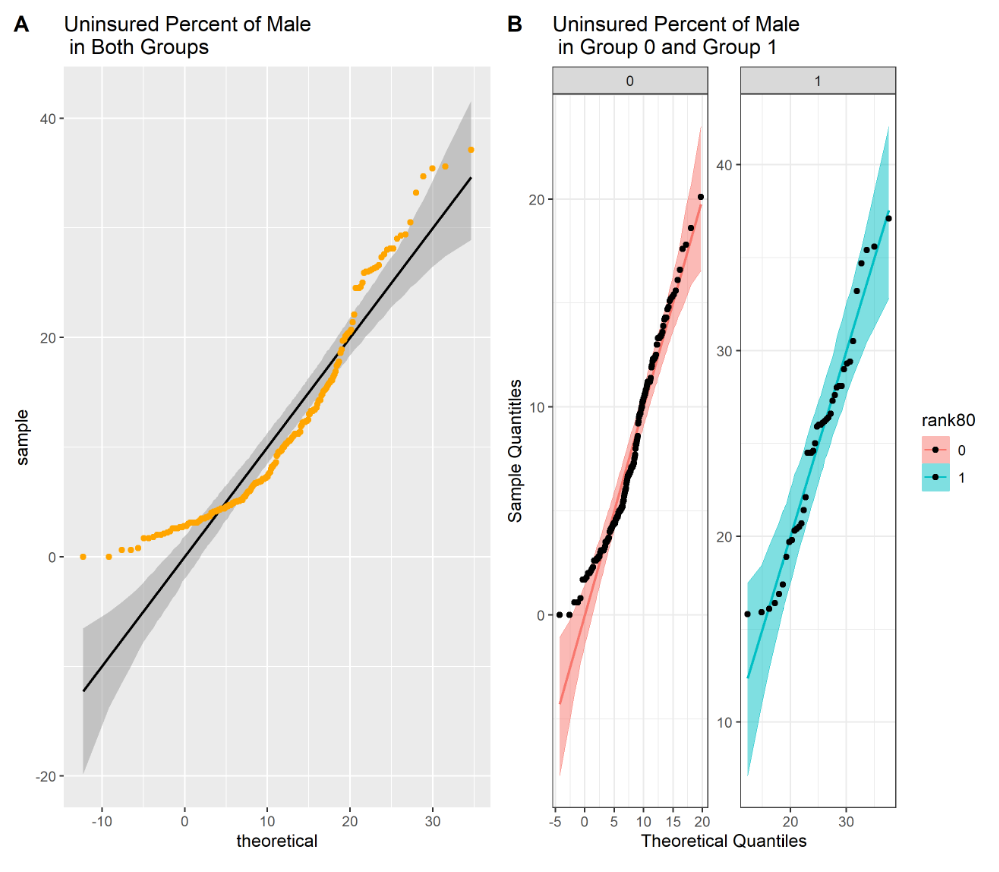 A
Uninsured Percent of Male
in Both Groups
40
20
0
-20
sample
-10
0
10
20
30
theoretical
B
Uninsured Percent of Male
in Group 0 and Group 1
0
1
20
10
0
40
30
20
10
Sample Quantitles
-5
0
5
10
15
20
20
30
Theoretical Quantiles
rank80
0
1